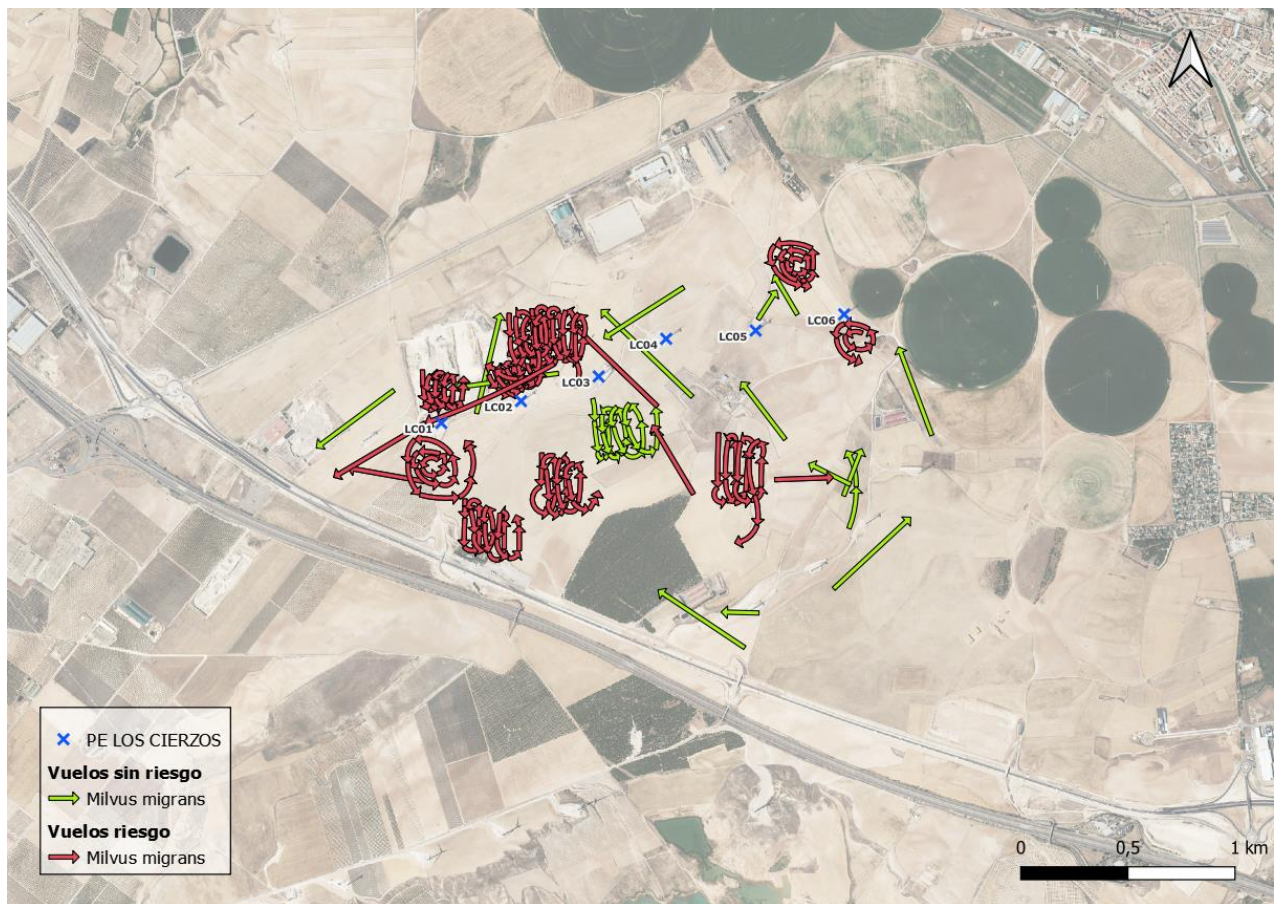 LC06
LC05
LC04
LC03
LC02
LC01
PE LOS CIERZOS
Vuelos sin riesgo
Milvus migrans
Vuelos riesgo
Milvus migrans
0 0,5 1 km